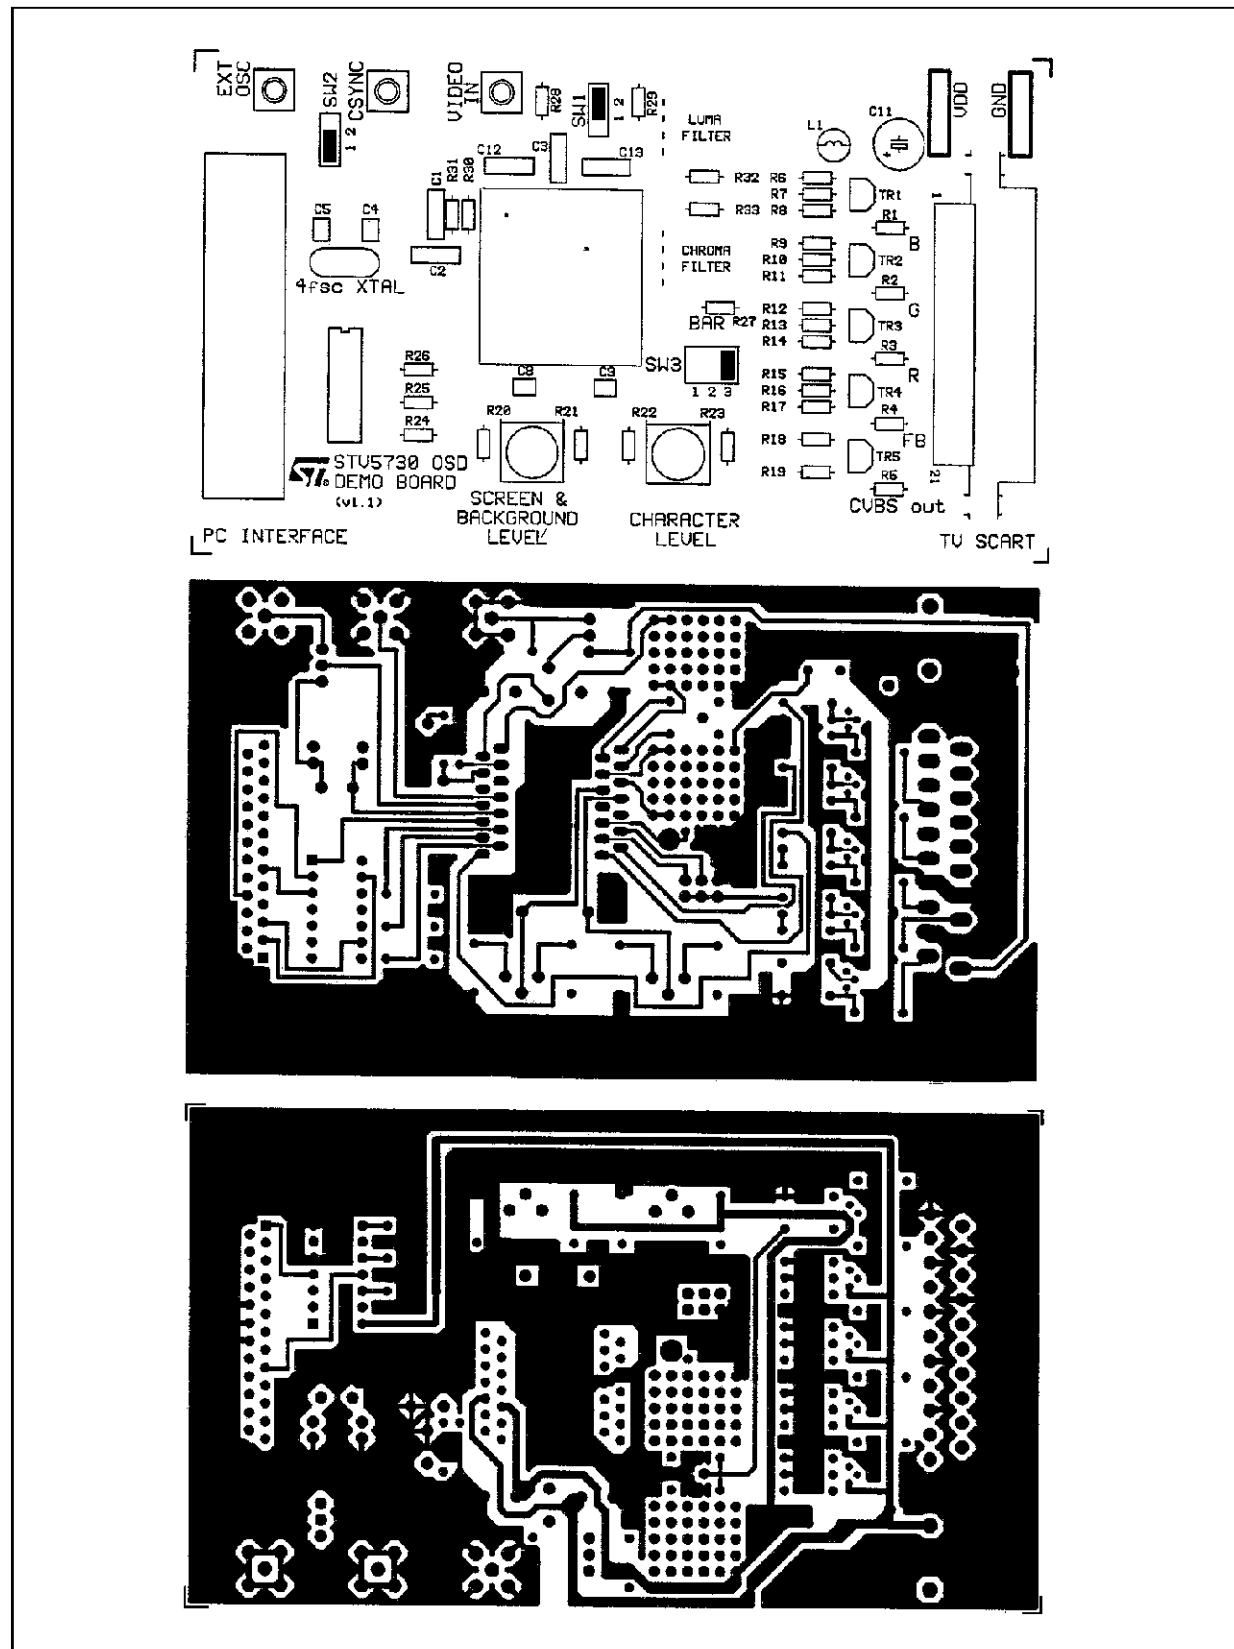 EXT
OSC
SW2
1 2
CSYNC
VIDEO
IN
R28
SW1
1 2
R29
LUMA
FILTER
L1
C11
+
VDD
GND
C12
C3
C13
R31
R30
C1
C2
C5
C4
4fsc XTAL
R32
R33
CHROMA
FILTER
R6
R7
R8
TR1
R1
B
R9
R10
R11
TR2
R2
G
R12
R13
R14
TR3
R3
R
R15
R16
R17
TR4
R4
FB
R18
R19
TR5
R5
CVBS out
1
21
BAR
R27
SW3
1 2 3
R26
R25
R24
C8
C9
R20
R21
R22
R23
ST®
STV5730 OSD
DEMO BOARD
(v1.1)
SCREEN &
BACKGROUND
LEVEL
CHARACTER
LEVEL
PC INTERFACE
TV SCART